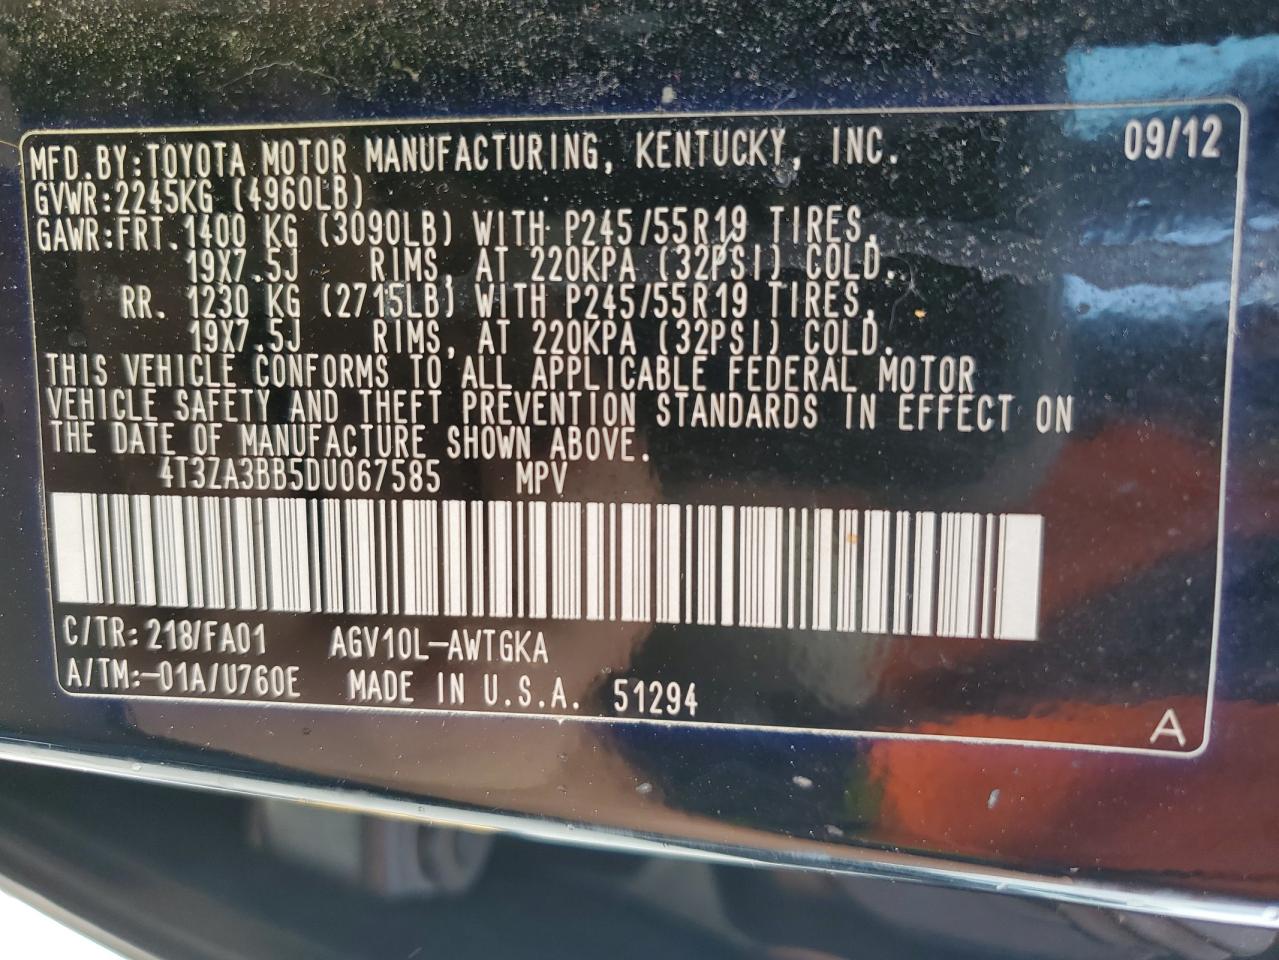 MFD.BY:TOYOTA MOTOR MANUFACTURING, KENTUCKY, INC. 09/12
GVWR:2245KG (4960LB)
GAWR:FRT.1400 KG (3090LB) WITH P245/55R19 TIRES,
19X7.5J RIMS, AT 220KPA (32PSI) COLD.
RR. 1230 KG (2715LB) WITH P245/55R19 TIRES,
19X7.5J RIMS, AT 220KPA (32PSI) COLD.
THIS VEHICLE CONFORMS TO ALL APPLICABLE FEDERAL MOTOR
VEHICLE SAFETY AND THEFT PREVENTION STANDARDS IN EFFECT ON
THE DATE OF MANUFACTURE SHOWN ABOVE.
4T3ZA3BB5DU067585 MPV
C/TR:218/FA01 AGV10L-AWTGKA
A/TM:-01A/U760E MADE IN U.S.A. 51294
A